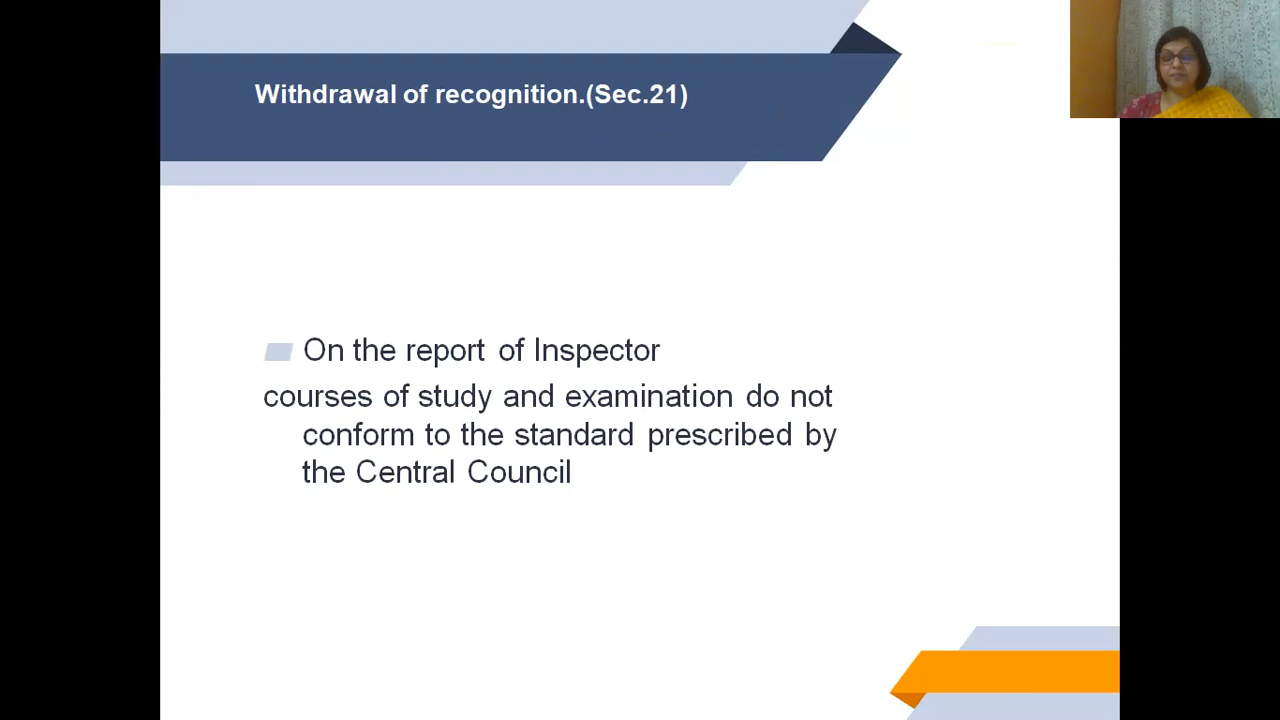 Withdrawal of recognition.(Sec.21)
On the report of Inspector
courses of study and examination do not
conform to the standard prescribed by
the Central Council